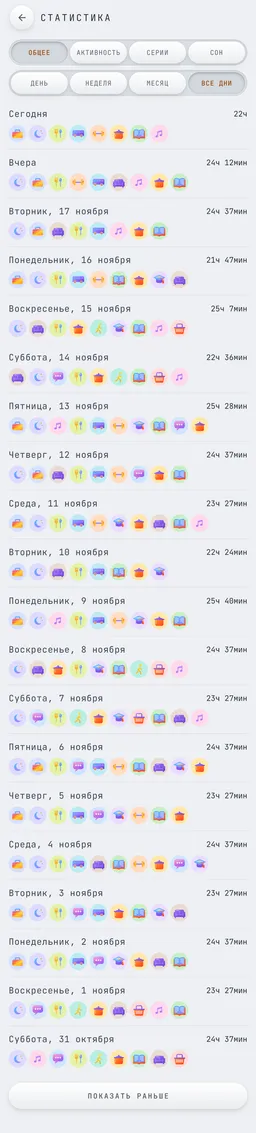 СТАТИСТИКА
ОБЩЕЕ АКТИВНОСТЬ СЕРИИ СОН
ДЕНЬ НЕДЕЛЯ МЕСЯЦ ВСЕ ДНИ
Сегодня 22ч
Вчера 24ч 12мин
Вторник, 17 ноября 24ч 37мин
Понедельник, 16 ноября 21ч 47мин
Воскресенье, 15 ноября 25ч 7мин
Суббота, 14 ноября 22ч 36мин
Пятница, 13 ноября 25ч 28мин
Четверг, 12 ноября 24ч 37мин
Среда, 11 ноября 23ч 27мин
Вторник, 10 ноября 22ч 24мин
Понедельник, 9 ноября 25ч 40мин
Воскресенье, 8 ноября 24ч 37мин
Суббота, 7 ноября 23ч 27мин
Пятница, 6 ноября 24ч 37мин
Четверг, 5 ноября 23ч 27мин
Среда, 4 ноября 24ч 37мин
Вторник, 3 ноября 23ч 27мин
Понедельник, 2 ноября 24ч 37мин
Воскресенье, 1 ноября 23ч 27мин
Суббота, 31 октября 24ч 37мин
ПОКАЗАТЬ РАНЬШЕ